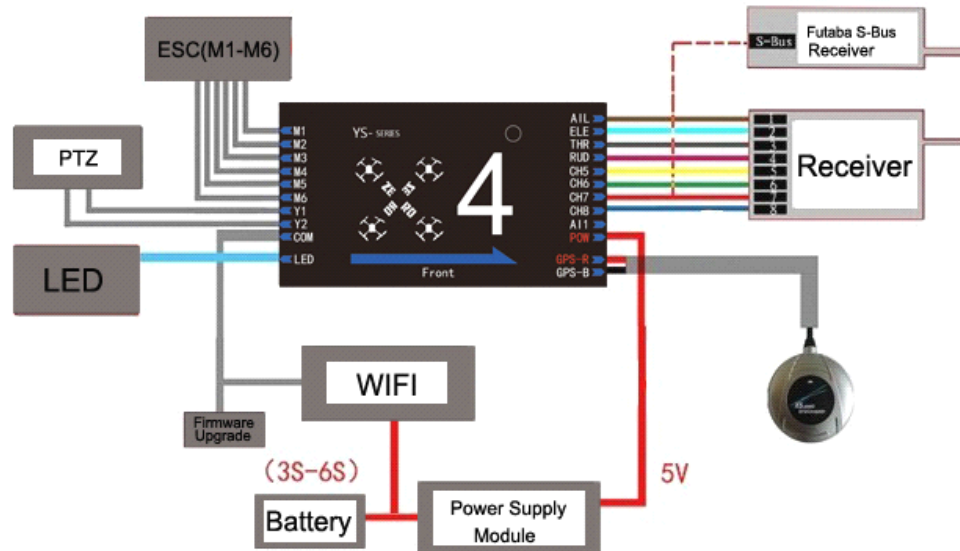 ESC(M1-M6)
S-Bus
Futaba S-Bus
Receiver
PTZ
LED
M1
M2
M3
M4
M5
M6
Y1
Y2
COM
LED
YS- SERIES
ZERO
3S
4
Front
AIL
ELE
THR
RUD
CH5
CH6
CH7
CH8
AI1
POW
GPS-R
GPS-B
1
2
3
4
5
6
7
8
Receiver
WIFI
Firmware
Upgrade
(3S-6S)
Battery
Power Supply
Module
5V